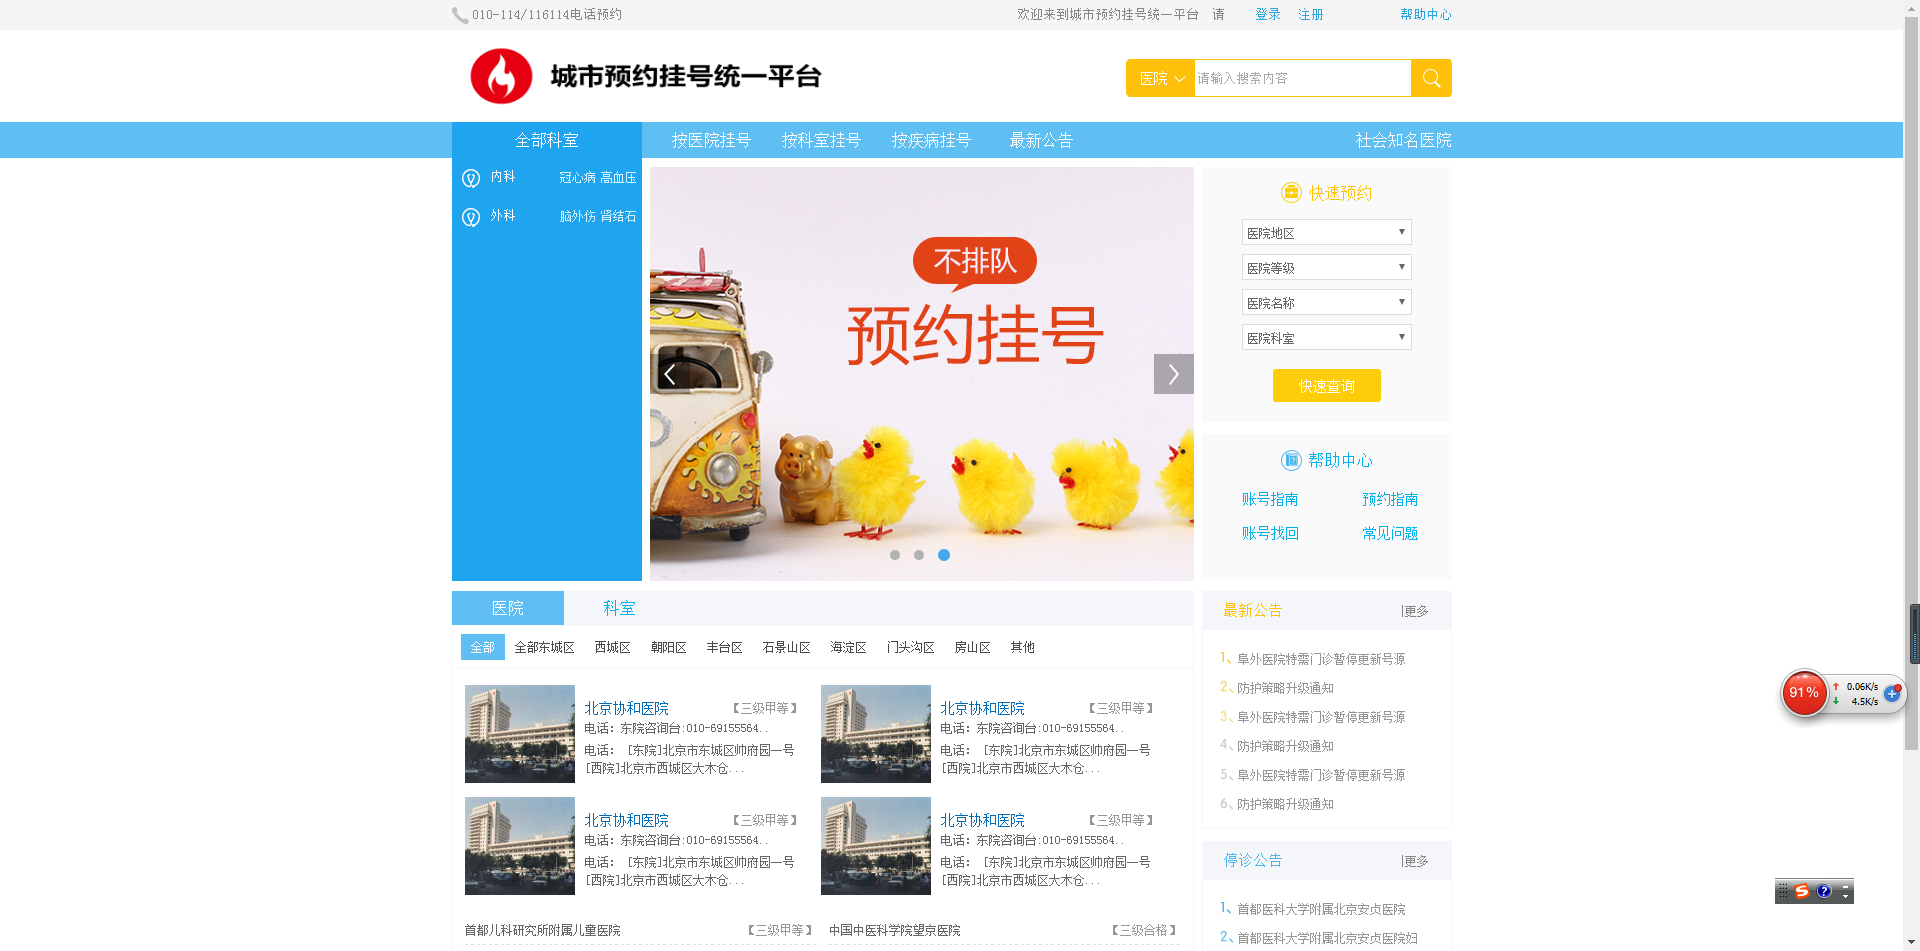 010-114/116114电话预约
欢迎来到城市预约挂号统一平台 请 登录 注册 帮助中心
城市预约挂号统一平台
医院 请输入搜索内容
全部科室 按医院挂号 按科室挂号 按疾病挂号 最新公告 社会知名医院
内科 冠心病 高血压
外科 脑外伤 肾结石
不排队
预约挂号
快速预约
医院地区
医院等级
医院名称
医院科室
快速查询
帮助中心
账号指南 预约指南
账号找回 常见问题
医院 科室
全部 全部东城区 西城区 朝阳区 丰台区 石景山区 海淀区 门头沟区 房山区 其他
北京协和医院 【三级甲等】
电话：东院咨询台:010-69155564..
电话： [东院]北京市东城区帅府园一号
[西院]北京市西城区大木仓...
北京协和医院 【三级甲等】
电话：东院咨询台:010-69155564..
电话： [东院]北京市东城区帅府园一号
[西院]北京市西城区大木仓...
北京协和医院 【三级甲等】
电话：东院咨询台:010-69155564..
电话： [东院]北京市东城区帅府园一号
[西院]北京市西城区大木仓...
北京协和医院 【三级甲等】
电话：东院咨询台:010-69155564..
电话： [东院]北京市东城区帅府园一号
[西院]北京市西城区大木仓...
首都儿科研究所附属儿童医院 【三级甲等】
中国中医科学院望京医院 【三级合格】
最新公告 |更多
1、阜外医院特需门诊暂停更新号源
2、防护策略升级通知
3、阜外医院特需门诊暂停更新号源
4、防护策略升级通知
5、阜外医院特需门诊暂停更新号源
6、防护策略升级通知
停诊公告 |更多
1、首都医科大学附属北京安贞医院
2、首都医科大学附属北京安贞医院妇
91%
0.06K/s
4.5K/s